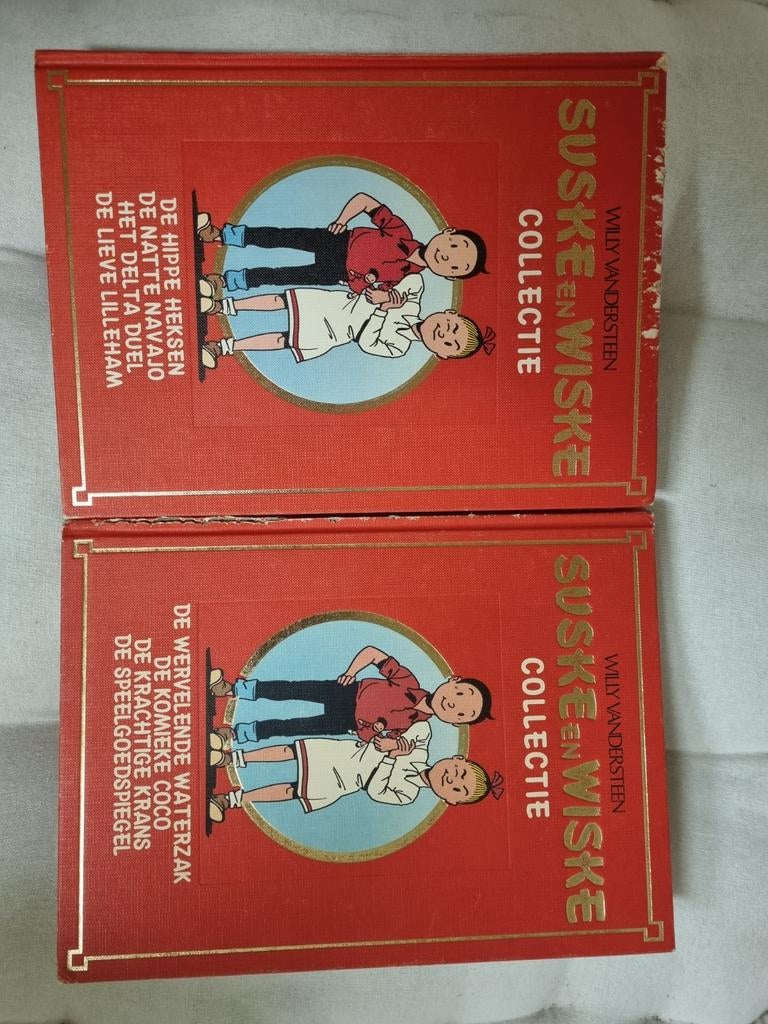 WILLY VANDERSTEEN
SUSKE EN WISKE
COLLECTIE
DE HIPPE HEKSEN
DE NATTE NAVAJO
HET DELTA DUEL
DE LIEVE LILLEHAM
WILLY VANDERSTEEN
SUSKE EN WISKE
COLLECTIE
DE WERVELENDE WATERZAK
DE KOMIEKE COCO
DE KRACHTIGE KRANS
DE SPEELGOEDSPIEGEL